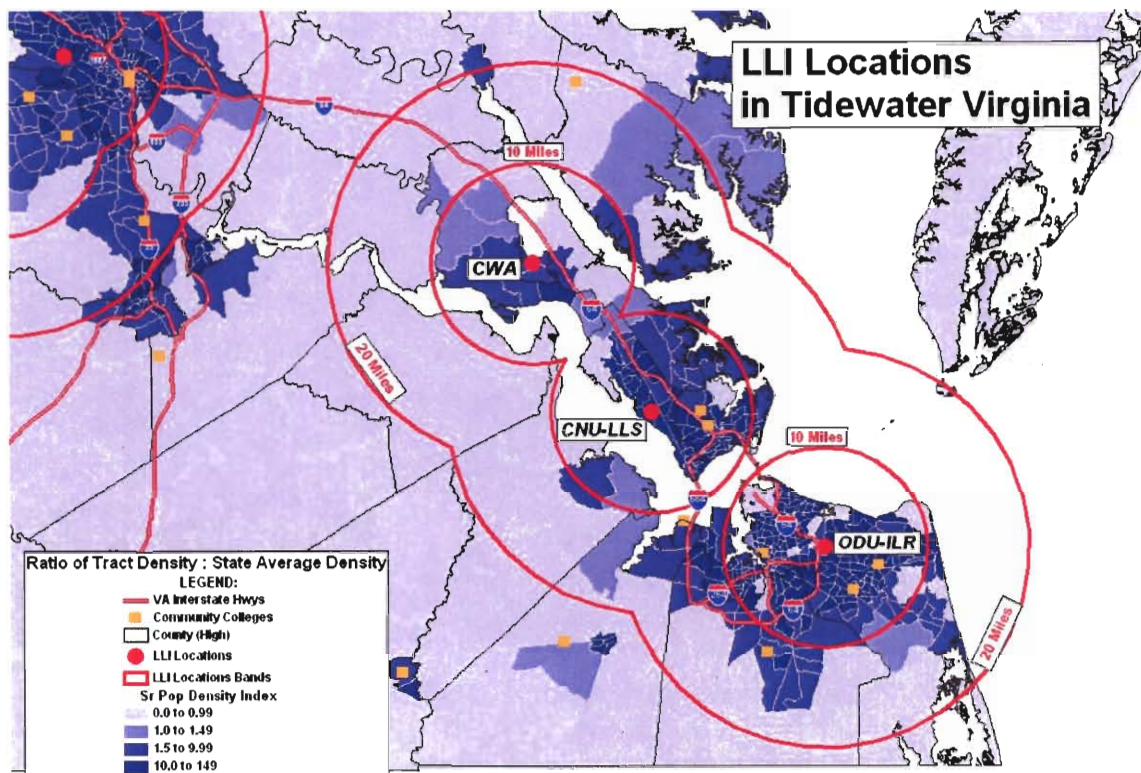 LLI Locations
in Tidewater Virginia
64
10 Miles
CWA
20 Miles
CNU-LLS
10 Miles
ODU-ILR
20 Miles
Ratio of Tract Density : State Average Density
LEGEND:
VA Interstate Hwys
Community Colleges
County (High)
LLI Locations
LLI Locations Bands
Sr Pop Density Index
0.0 to 0.99
1.0 to 1.49
1.5 to 9.99
10.0 to 149